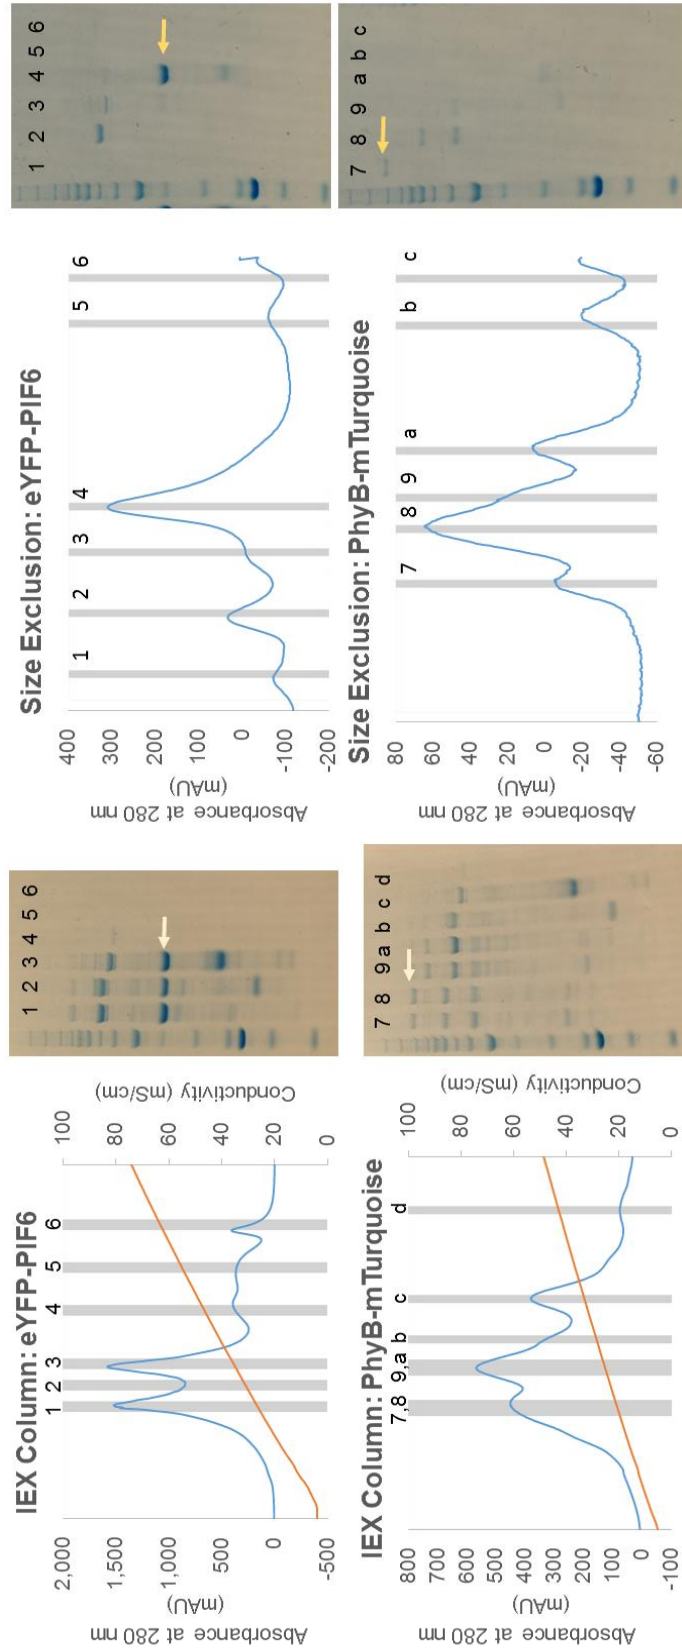 IEX Column: eYFP-PIF6
Absorbance at 280 nm
(mAU)
2,000
1,500
1,000
500
0
-500
1 2 3 4 5 6
100
80
60
40
20
0
Conductivity (mS/cm)
1 2 3 4 5 6
Size Exclusion: eYFP-PIF6
Absorbance at 280 nm
(mAU)
400
300
200
100
0
-100
-200
1 2 3 4 5 6
1 2 3 4 5 6
IEX Column: PhyB-mTurquoise
Absorbance at 280 nm
(mAU)
800
700
600
500
400
300
200
100
0
-100
7,8 9,a b c d
100
80
60
40
20
0
Conductivity (mS/cm)
7 8 9 a b c d
Size Exclusion: PhyB-mTurquoise
Absorbance at 280 nm
(mAU)
80
60
40
20
0
-20
-40
-60
7 8 9 a b c
7 8 9 a b c